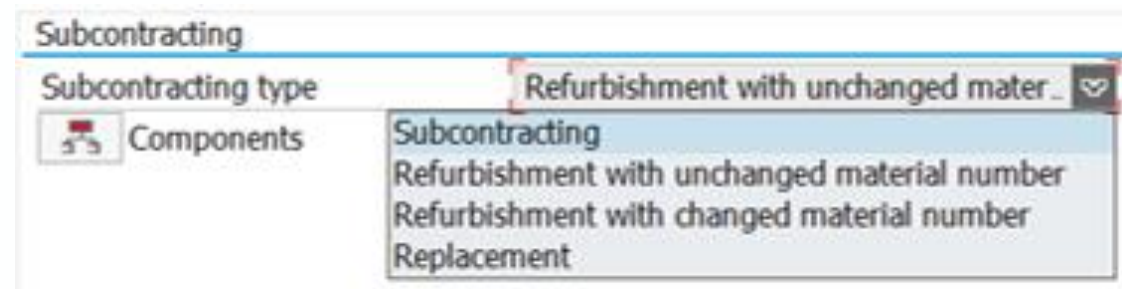 Subcontracting
Subcontracting type Refurbishment with unchanged mater..
Components
Subcontracting
Refurbishment with unchanged material number
Refurbishment with changed material number
Replacement